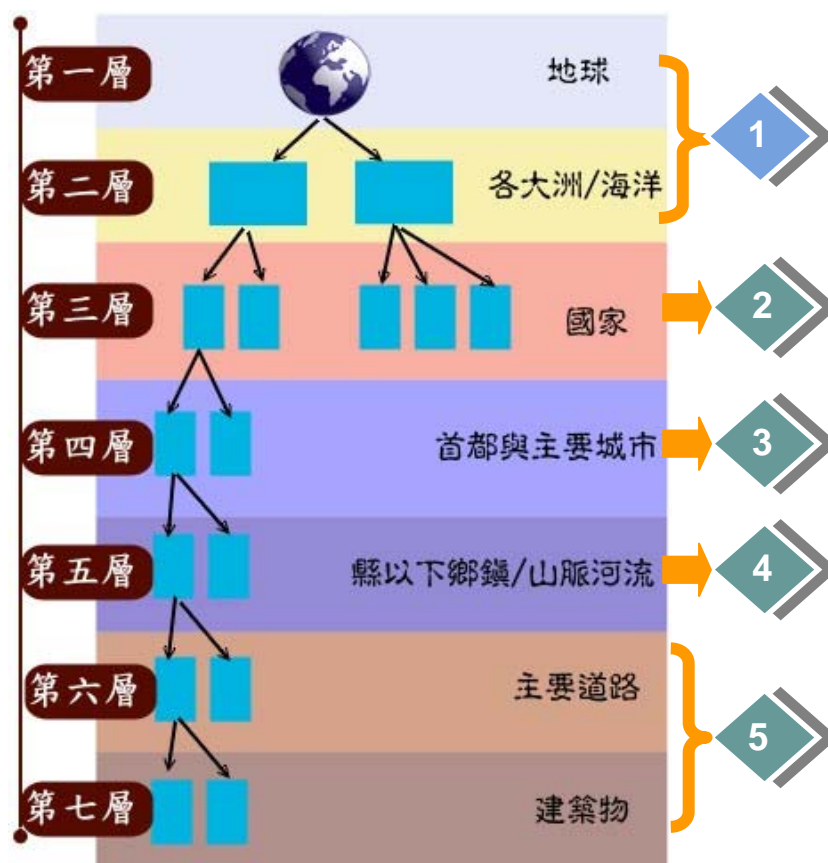 第一層
地球
1
第二層
各大洲/海洋
第三層
國家
2
第四層
首都與主要城市
3
第五層
縣以下鄉鎮/山脈河流
4
第六層
主要道路
5
第七層
建築物